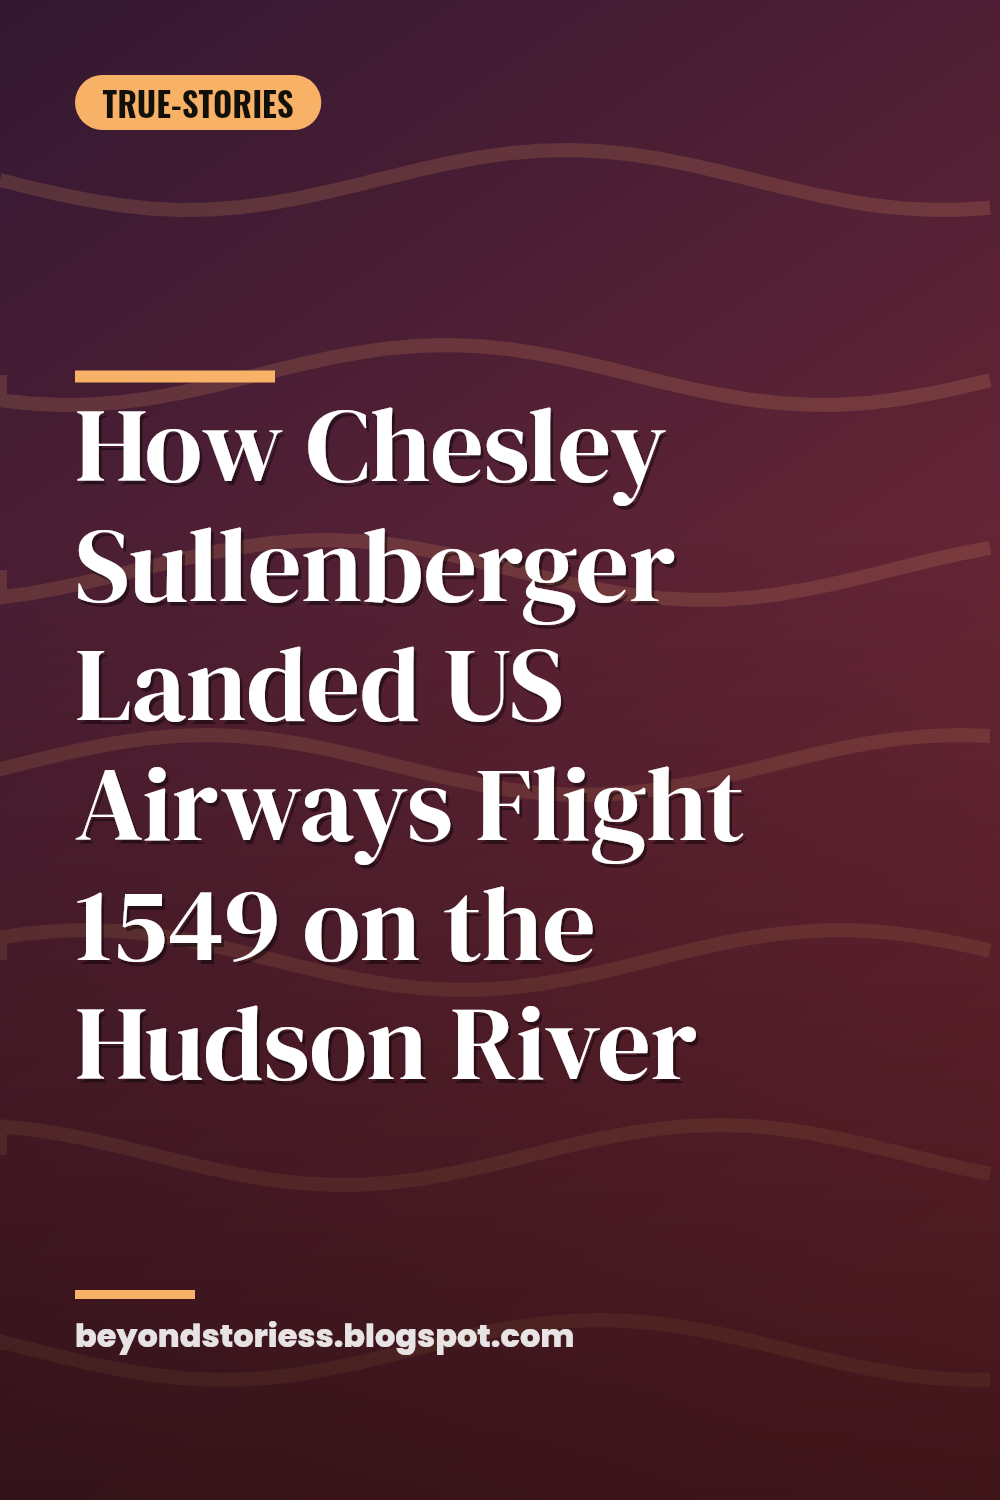 TRUE-STORIES
How Chesley
Sullenberger
Landed US
Airways Flight
1549 on the
Hudson River
beyondstoriess.blogspot.com